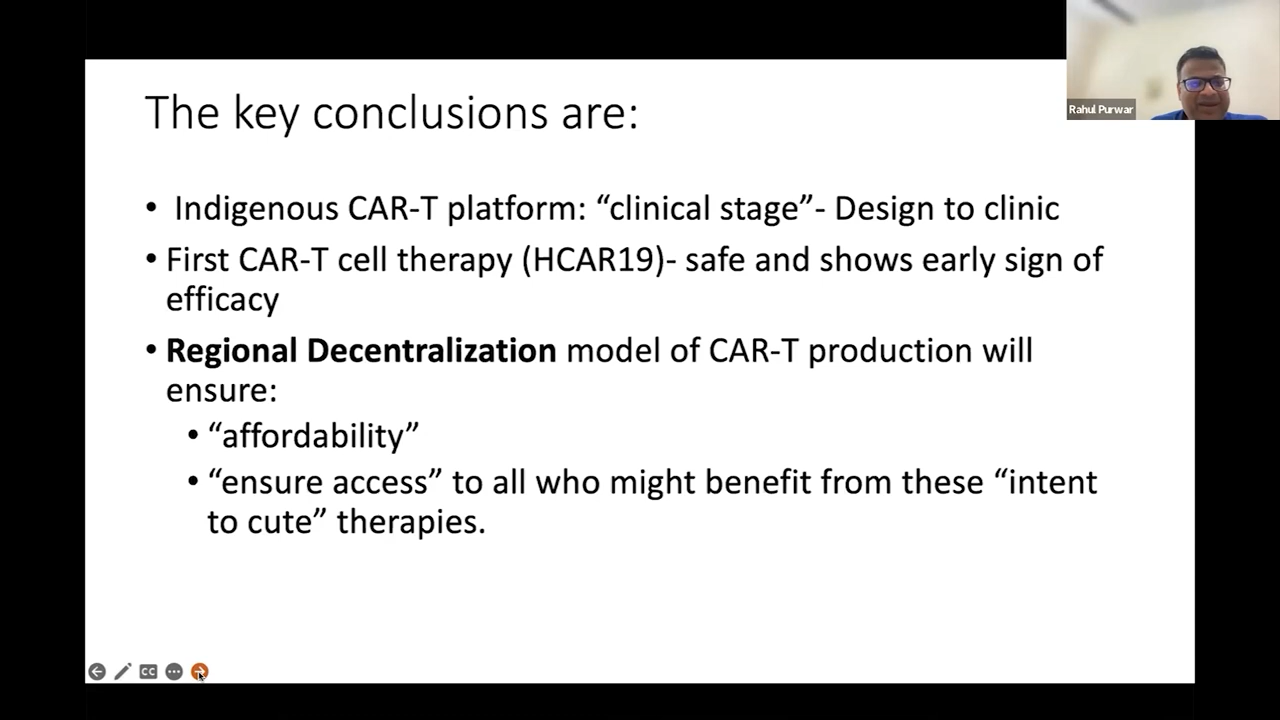 Rahul Purwar
The key conclusions are:
• Indigenous CAR-T platform: “clinical stage”- Design to clinic
• First CAR-T cell therapy (HCAR19)- safe and shows early sign of
efficacy
• Regional Decentralization model of CAR-T production will
ensure:
• “affordability”
• “ensure access” to all who might benefit from these “intent
to cute” therapies.
CC